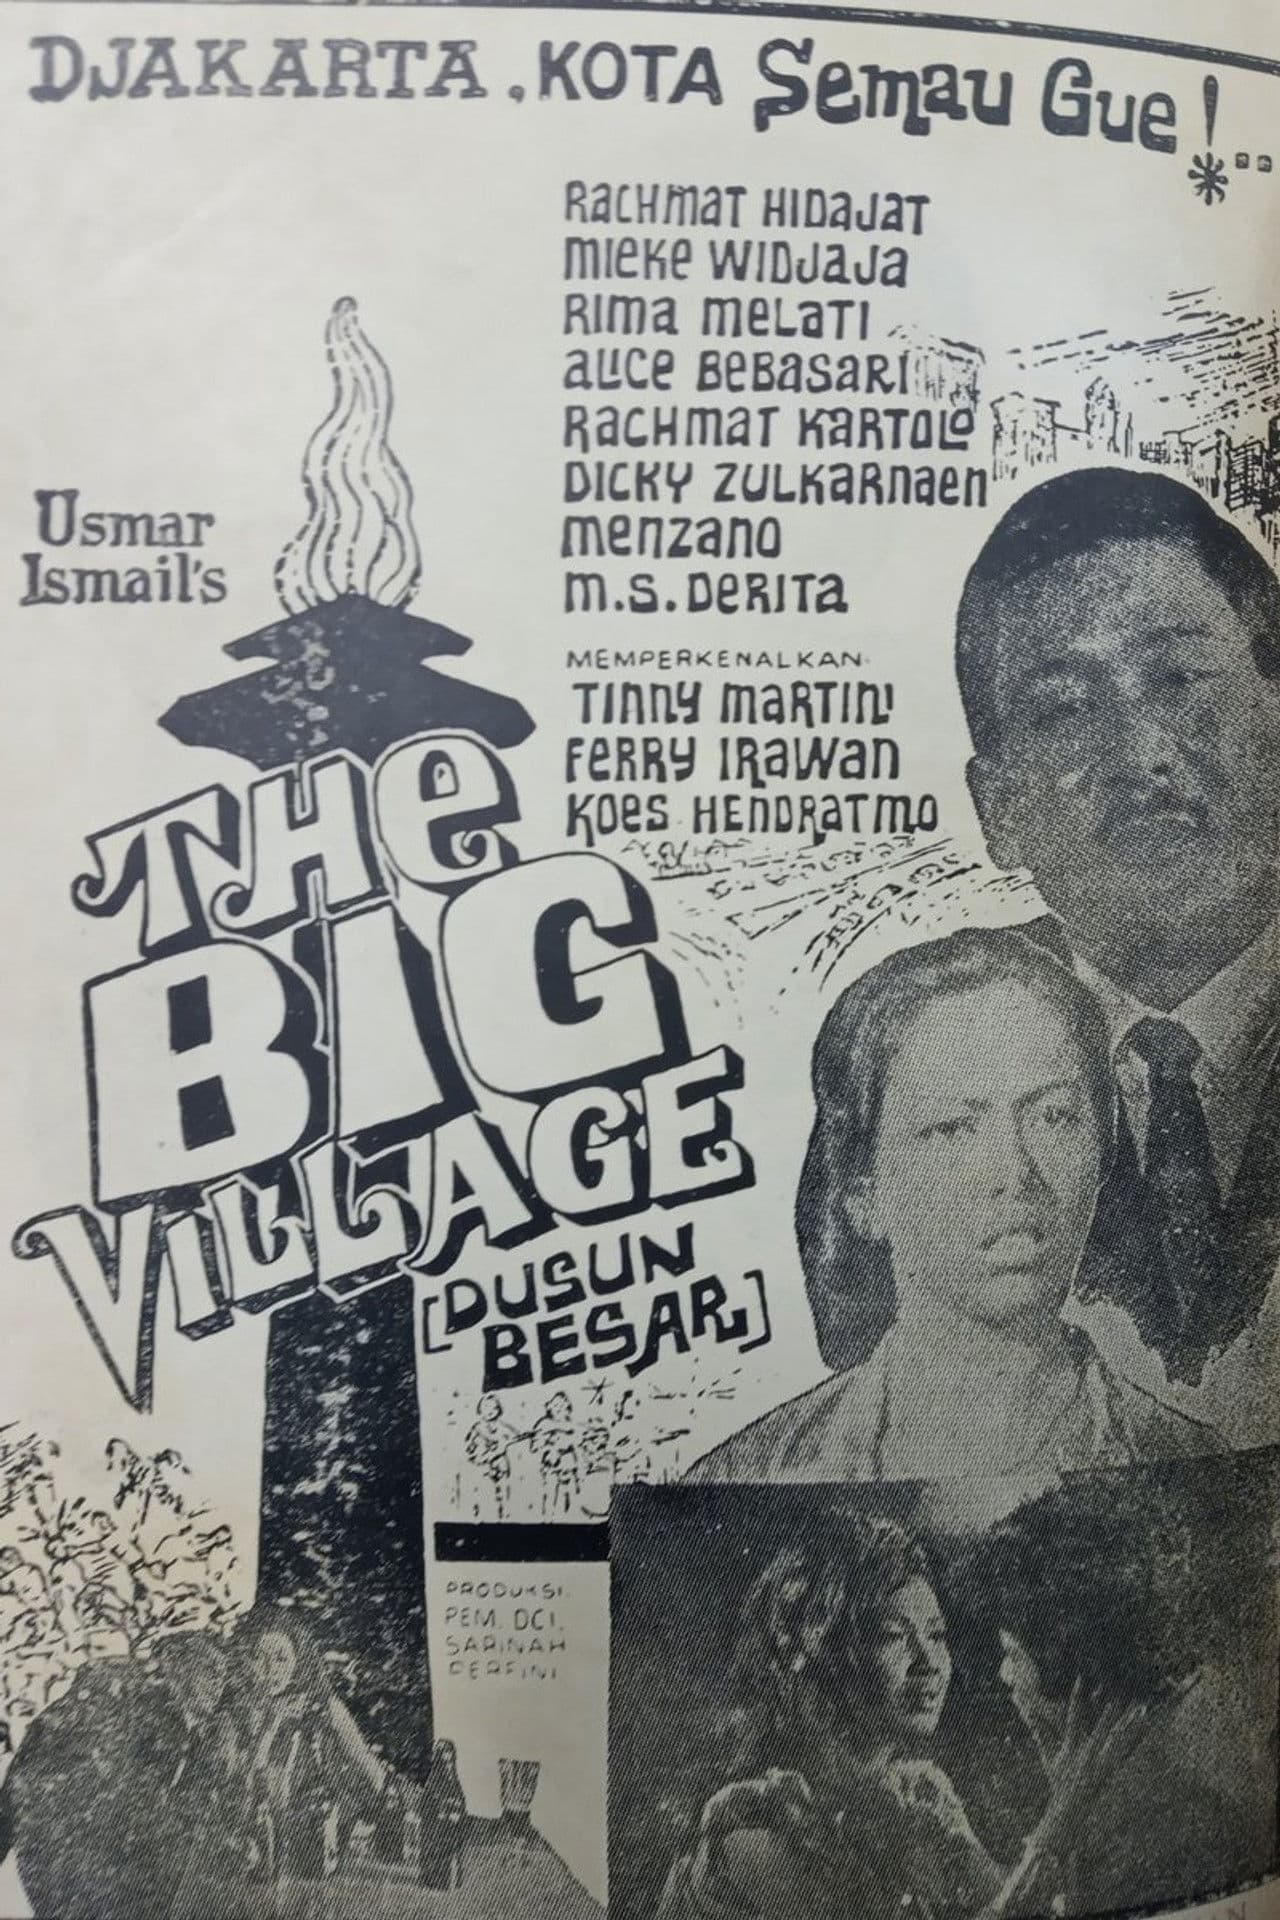 DJAKARTA, KOTA Semau Gue!..
RACHMAT HIDAJAT
MIEKE WIDJAJA
RIMA MELATI
ALICE BEBASARI
RACHMAT KARTOLO
DICKY ZULKARNAEN
MENZANO
M.S. DERITA
MEMPERKENALKAN
TINNY MARTINI
FERRY IRAWAN
KOES HENDRATMO
Usmar
Ismail's
THE
BIG
VILLAGE
[DUSUN
BESAR]
PRODUKSI.
PEM. DCI.
SARINAH
PERFINI